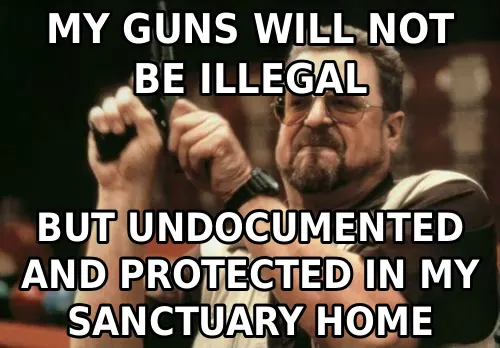 MY GUNS WILL NOT
BE ILLEGAL
BUT UNDOCUMENTED
AND PROTECTED IN MY
SANCTUARY HOME